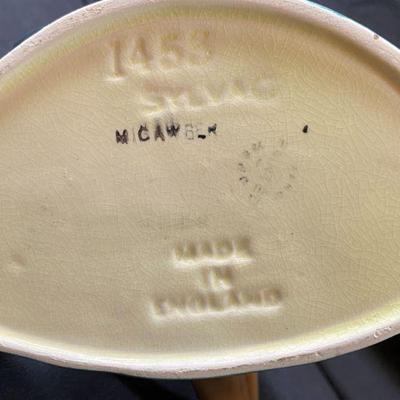 1453
SYLVAC
MICAWBER
MADE
IN
ENGLAND